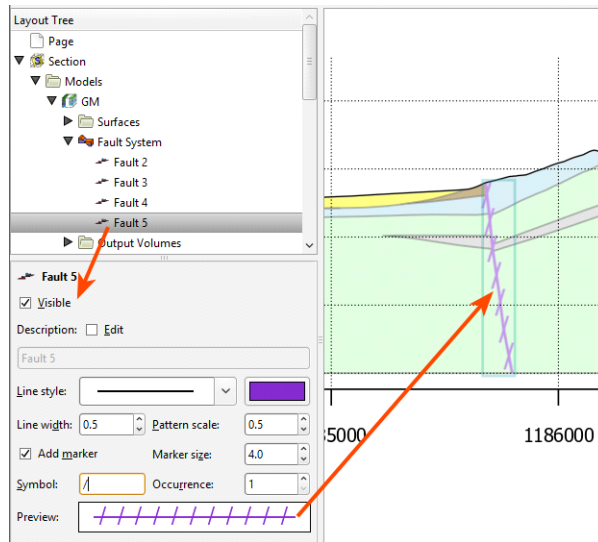 Layout Tree
Page
Section
Models
GM
Surfaces
Fault System
Fault 2
Fault 3
Fault 4
Fault 5
Output Volumes
Fault 5
Visible
Description: Edit
Fault 5
Line style:
Line width: 0.5 Pattern scale: 0.5
Add marker Marker size: 4.0
Symbol: / Occurrence: 1
Preview:
35000 1186000